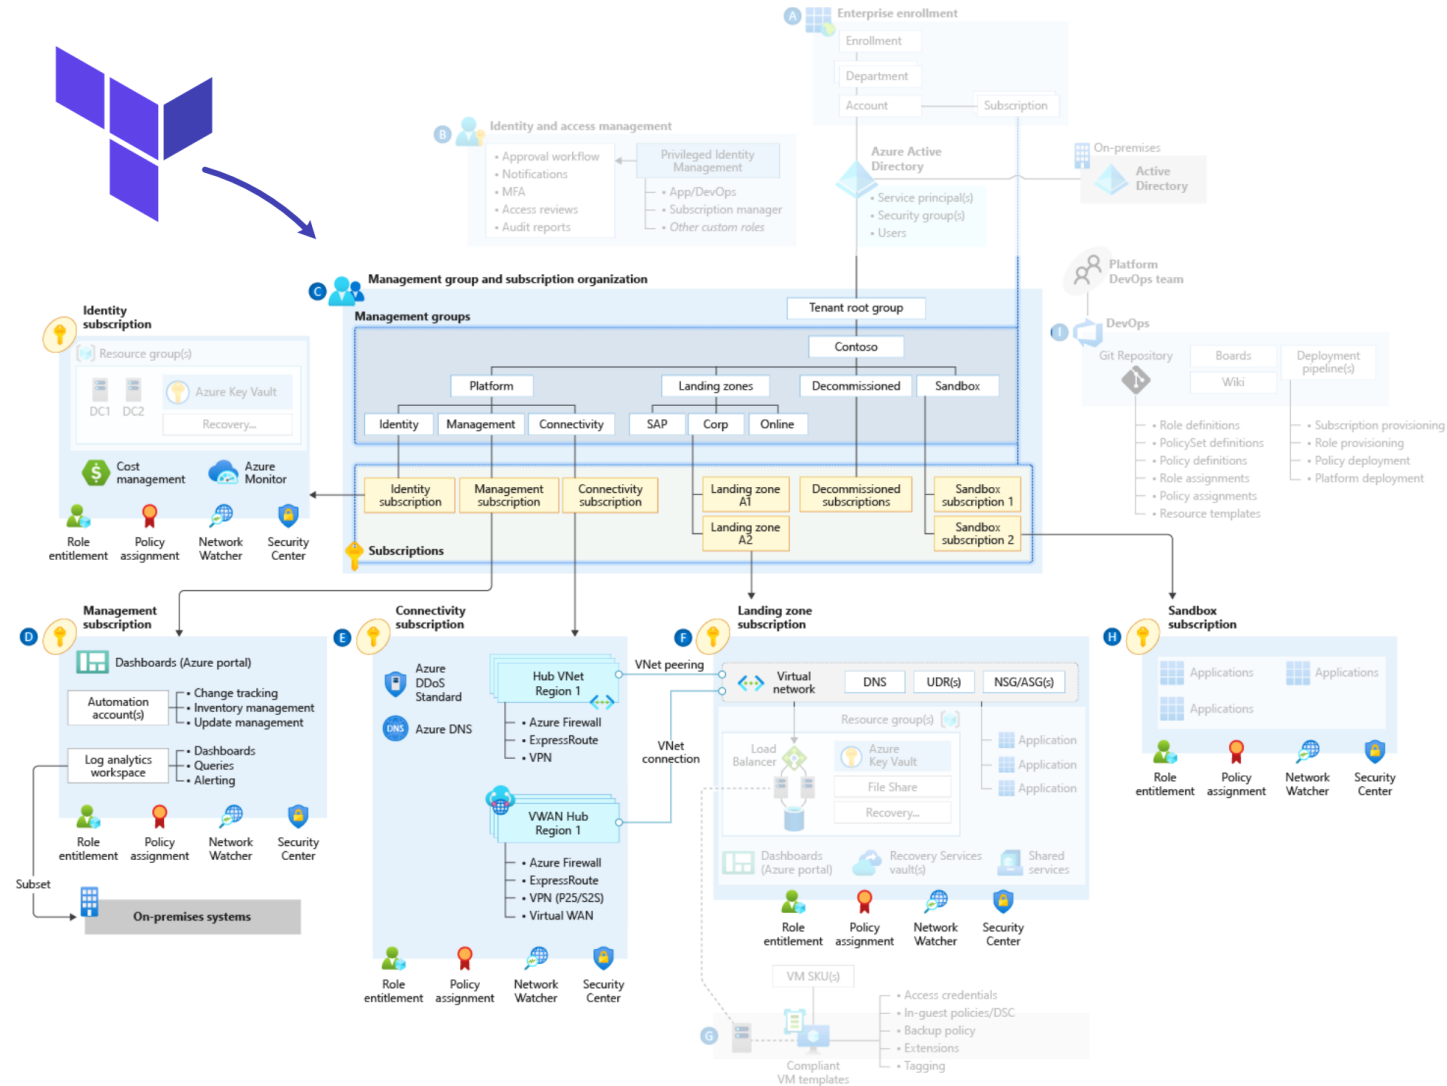 A
Enterprise enrollment
Enrollment
Department
Account
Subscription
B
Identity and access management
• Approval workflow
• Notifications
• MFA
• Access reviews
• Audit reports
Privileged Identity
Management
• App/DevOps
• Subscription manager
• Other custom roles
Azure Active
Directory
• Service principal(s)
• Security group(s)
• Users
On-premises
Active
Directory
Platform
DevOps team
I
DevOps
Git Repository
Boards
Wiki
Deployment
pipeline(s)
• Role definitions
• PolicySet definitions
• Policy definitions
• Role assignments
• Policy assignments
• Resource templates
• Subscription provisioning
• Role provisioning
• Policy deployment
• Platform deployment
C
Management group and subscription organization
Management groups
Tenant root group
Contoso
Platform
Landing zones
Decommissioned
Sandbox
Identity
Management
Connectivity
SAP
Corp
Online
Identity
subscription
Management
subscription
Connectivity
subscription
Landing zone
A1
Landing zone
A2
Decommissioned
subscriptions
Sandbox
subscription 1
Sandbox
subscription 2
Subscriptions
Identity
subscription
Resource group(s)
DC1
DC2
Azure Key Vault
Recovery...
Cost
management
Azure
Monitor
Role
entitlement
Policy
assignment
Network
Watcher
Security
Center
D
Management
subscription
Dashboards (Azure portal)
Automation
account(s)
• Change tracking
• Inventory management
• Update management
Log analytics
workspace
• Dashboards
• Queries
• Alerting
Role
entitlement
Policy
assignment
Network
Watcher
Security
Center
Subset
On-premises systems
E
Connectivity
subscription
Azure
DDoS
Standard
DNS
Azure DNS
Hub VNet
Region 1
• Azure Firewall
• ExpressRoute
• VPN
VWAN Hub
Region 1
• Azure Firewall
• ExpressRoute
• VPN (P2S/S2S)
• Virtual WAN
Role
entitlement
Policy
assignment
Network
Watcher
Security
Center
VNet peering
VNet
connection
F
Landing zone
subscription
Virtual
network
DNS
UDR(s)
NSG/ASG(s)
Resource group(s)
Load
Balancer
Azure
Key Vault
File Share
Recovery...
Application
Application
Application
Dashboards
(Azure portal)
Recovery Services
vault(s)
Shared
services
Role
entitlement
Policy
assignment
Network
Watcher
Security
Center
G
VM SKU(s)
Compliant
VM templates
• Access credentials
• In-guest policies/DSC
• Backup policy
• Extensions
• Tagging
H
Sandbox
subscription
Applications
Applications
Applications
Role
entitlement
Policy
assignment
Network
Watcher
Security
Center